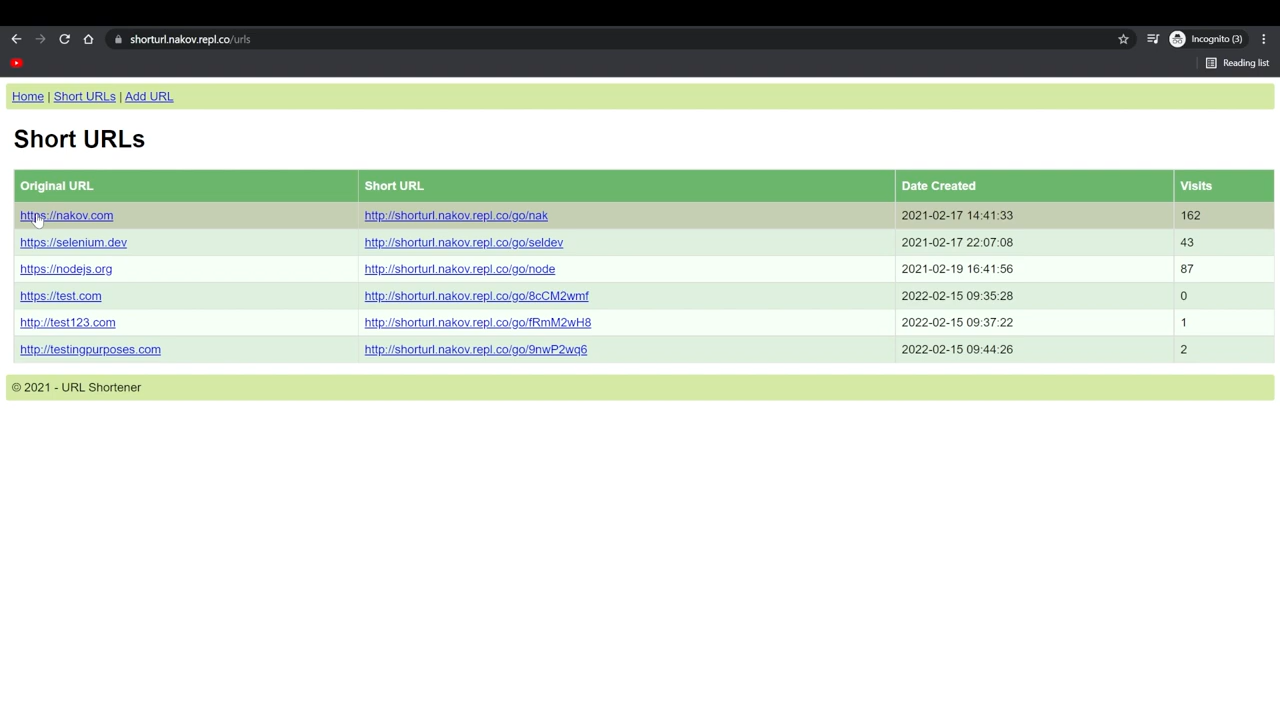 shorturl.nakov.repl.co/urls
Incognito (3)
Reading list
Home | Short URLs | Add URL
Short URLs
Original URL Short URL Date Created Visits
https://nakov.com http://shorturl.nakov.repl.co/go/nak 2021-02-17 14:41:33 162
https://selenium.dev http://shorturl.nakov.repl.co/go/seldev 2021-02-17 22:07:08 43
https://nodejs.org http://shorturl.nakov.repl.co/go/node 2021-02-19 16:41:56 87
https://test.com http://shorturl.nakov.repl.co/go/8cCM2wmf 2022-02-15 09:35:28 0
http://test123.com http://shorturl.nakov.repl.co/go/fRmM2wH8 2022-02-15 09:37:22 1
http://testingpurposes.com http://shorturl.nakov.repl.co/go/9nwP2wq6 2022-02-15 09:44:26 2
© 2021 - URL Shortener